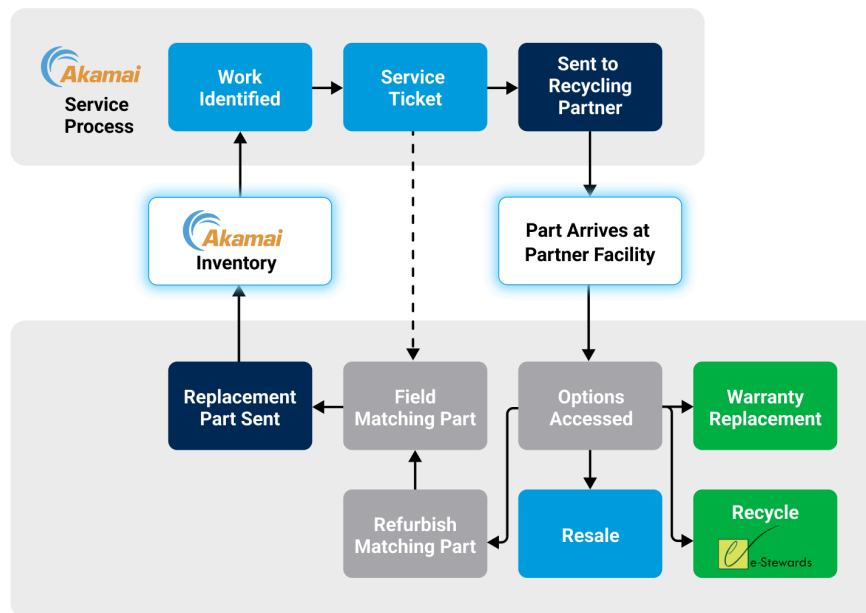 Akamai
Service
Process
Work
Identified
Service
Ticket
Sent to
Recycling
Partner
Akamai
Inventory
Part Arrives at
Partner Facility
Replacement
Part Sent
Field
Matching Part
Options
Accessed
Warranty
Replacement
Refurbish
Matching Part
Resale
Recycle
e-Stewards